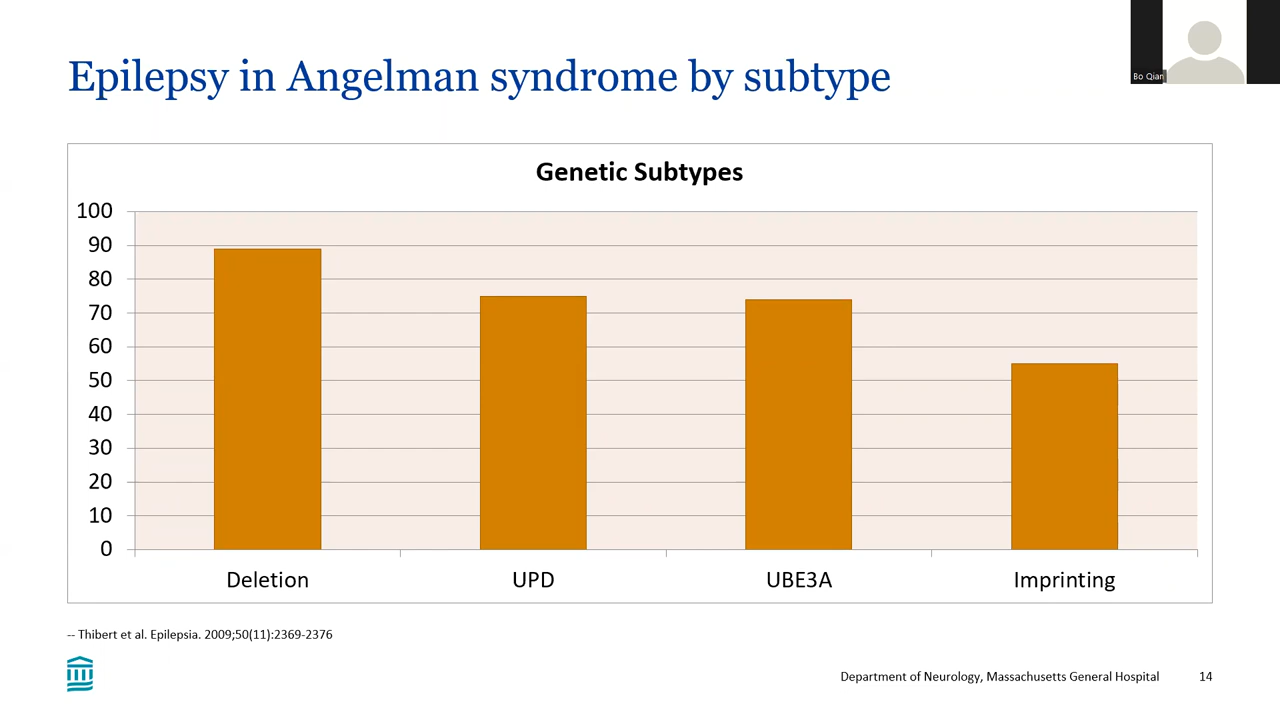 Epilepsy in Angelman syndrome by subtype
Bo Qian
Genetic Subtypes
100
90
80
70
60
50
40
30
20
10
0
Deletion UPD UBE3A Imprinting
-- Thibert et al. Epilepsia. 2009;50(11):2369-2376
Department of Neurology, Massachusetts General Hospital 14